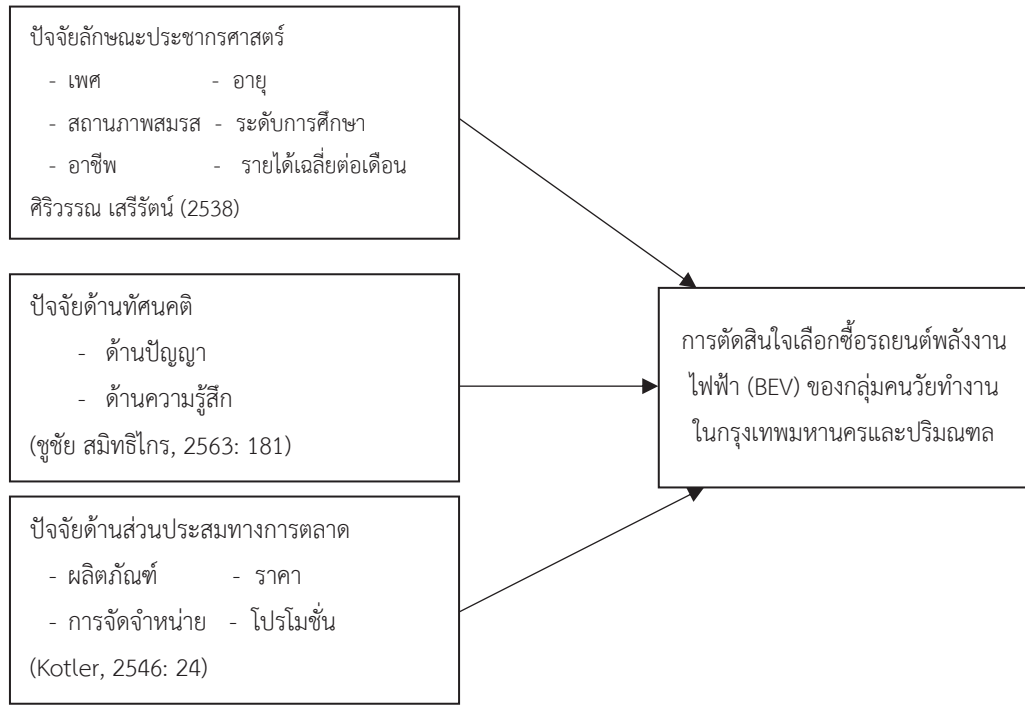 ปัจจัยลักษณะประชากรศาสตร์
- เพศ - อายุ
- สถานภาพสมรส - ระดับการศึกษา
- อาชีพ - รายได้เฉลี่ยต่อเดือน
ศิริวรรณ เสรีรัตน์ (2538)
ปัจจัยด้านทัศนคติ
- ด้านปัญญา
- ด้านความรู้สึก
(ชูชัย สมิทธิไกร, 2563: 181)
ปัจจัยด้านส่วนประสมทางการตลาด
- ผลิตภัณฑ์ - ราคา
- การจัดจำหน่าย - โปรโมชั่น
(Kotler, 2546: 24)
การตัดสินใจเลือกซื้อรถยนต์พลังงาน
ไฟฟ้า (BEV) ของกลุ่มคนวัยทำงาน
ในกรุงเทพมหานครและปริมณฑล